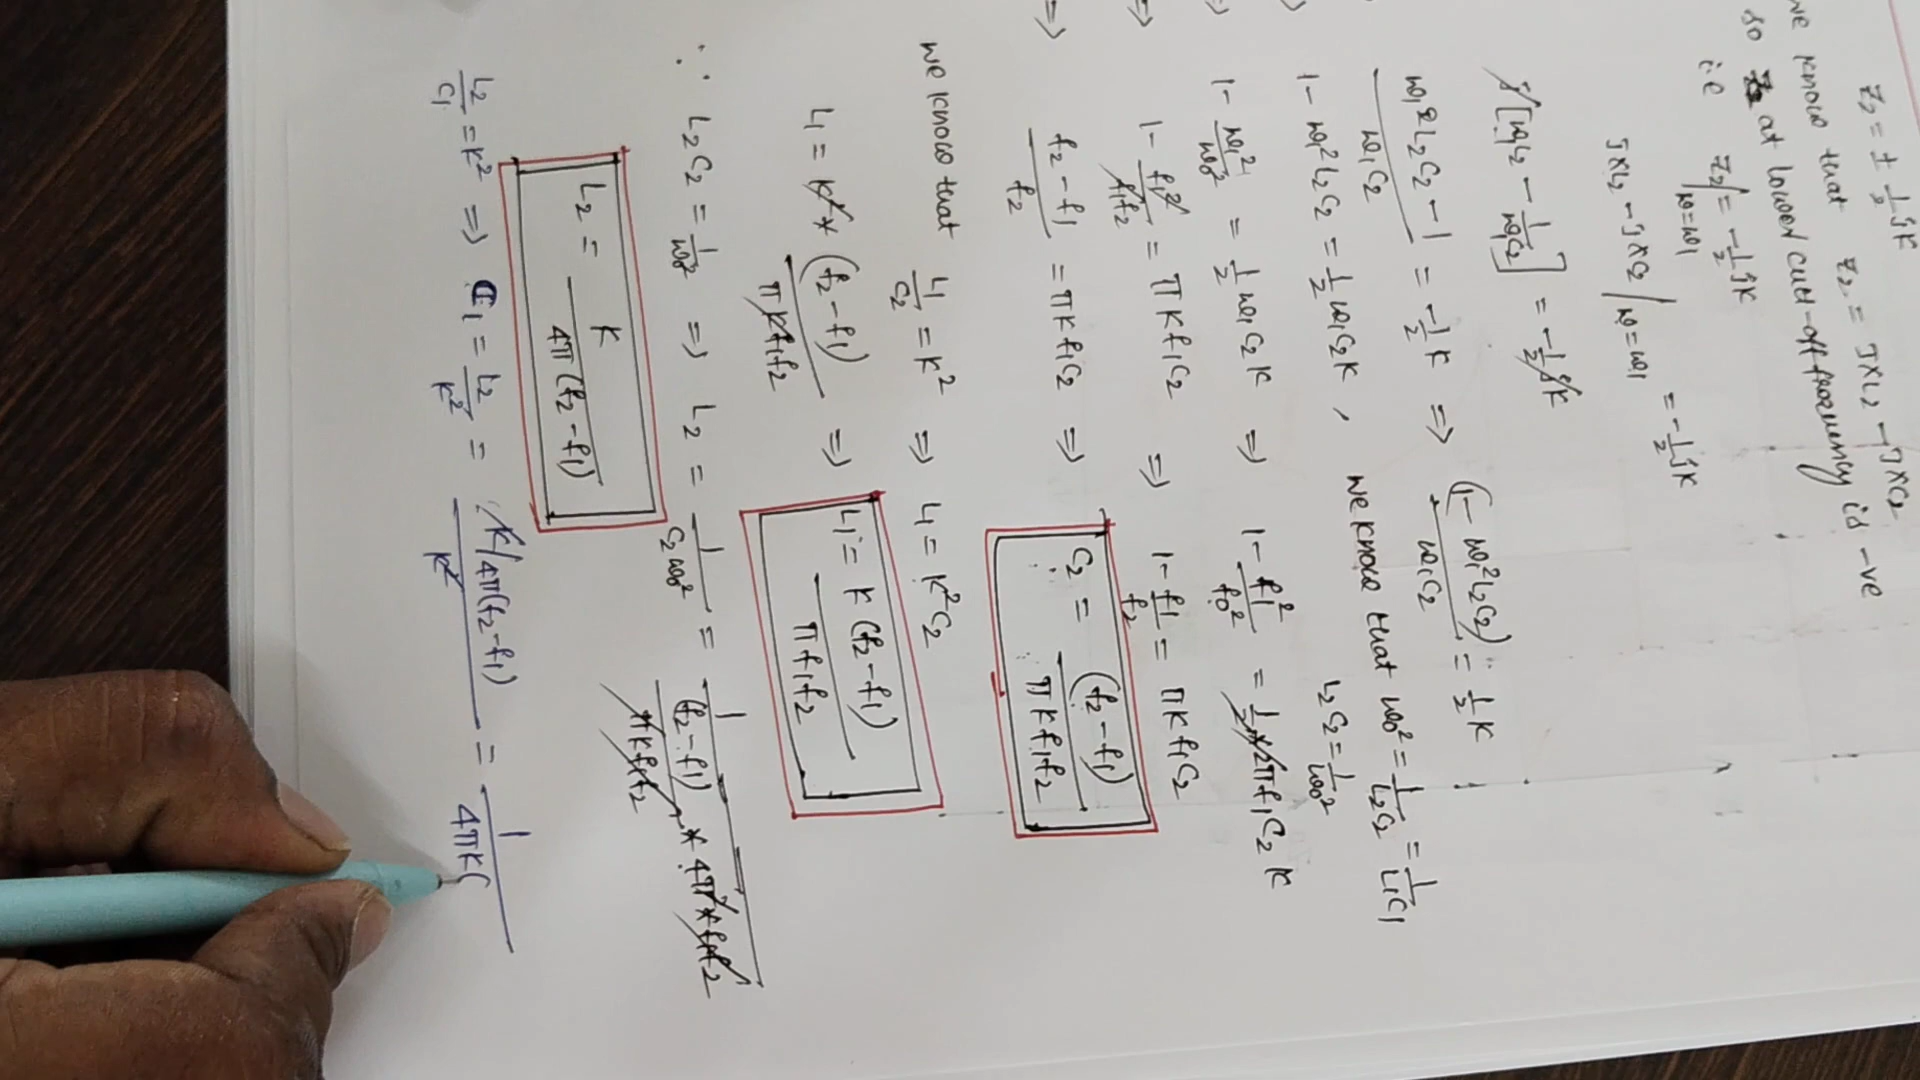 Z2 = ± 1/2 JK
we know that Z2 = JXL2 - JXC2
so at lower cutt-off frequency is -ve
i.e Z2/ω=ω1 = -1/2 JK
JXL2 - JXC2 /ω=ω1 = -1/2 JK
J[ω1L2 - 1/ω1C2] = -1/2 JK
ω1²L2C2 - 1 / ω1C2 = -1/2 K => (1 - ω1²L2C2) / ω1C2 = 1/2 K
=> 1 - ω1²L2C2 = 1/2 ω1C2K, we know that ω0² = 1/L2C2 = 1/L1C1
L2C2 = 1/ω0²
=> 1 - ω1²/ω0² = 1/2 ω1C2K => 1 - f1²/f0² = 1/2 * 2πf1C2K
=> 1 - f1²/f1f2 = πKf1C2 => 1 - f1/f2 = πKf1C2
=> f2 - f1 / f2 = πKf1C2 => C2 = (f2 - f1) / πKf1f2
we know that L1/C2 = K² => L1 = K²C2
L1 = K² * (f2 - f1) / πKf1f2 => L1 = K(f2 - f1) / πf1f2
∵ L2C2 = 1/ω0² => L2 = 1/C2ω0² = 1 / (f2 - f1)/πKf1f2 * 4π² * f1f2
L2 = K / 4π(f2 - f1)
L2/C1 = K² => C1 = L2/K² = K/4π(f2 - f1) / K² = 1 / 4πK(